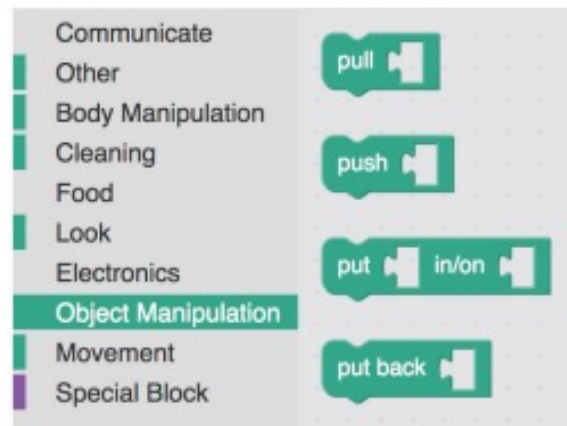 Communicate
Other
Body Manipulation
Cleaning
Food
Look
Electronics
Object Manipulation
Movement
Special Block
pull
push
put in/on
put back